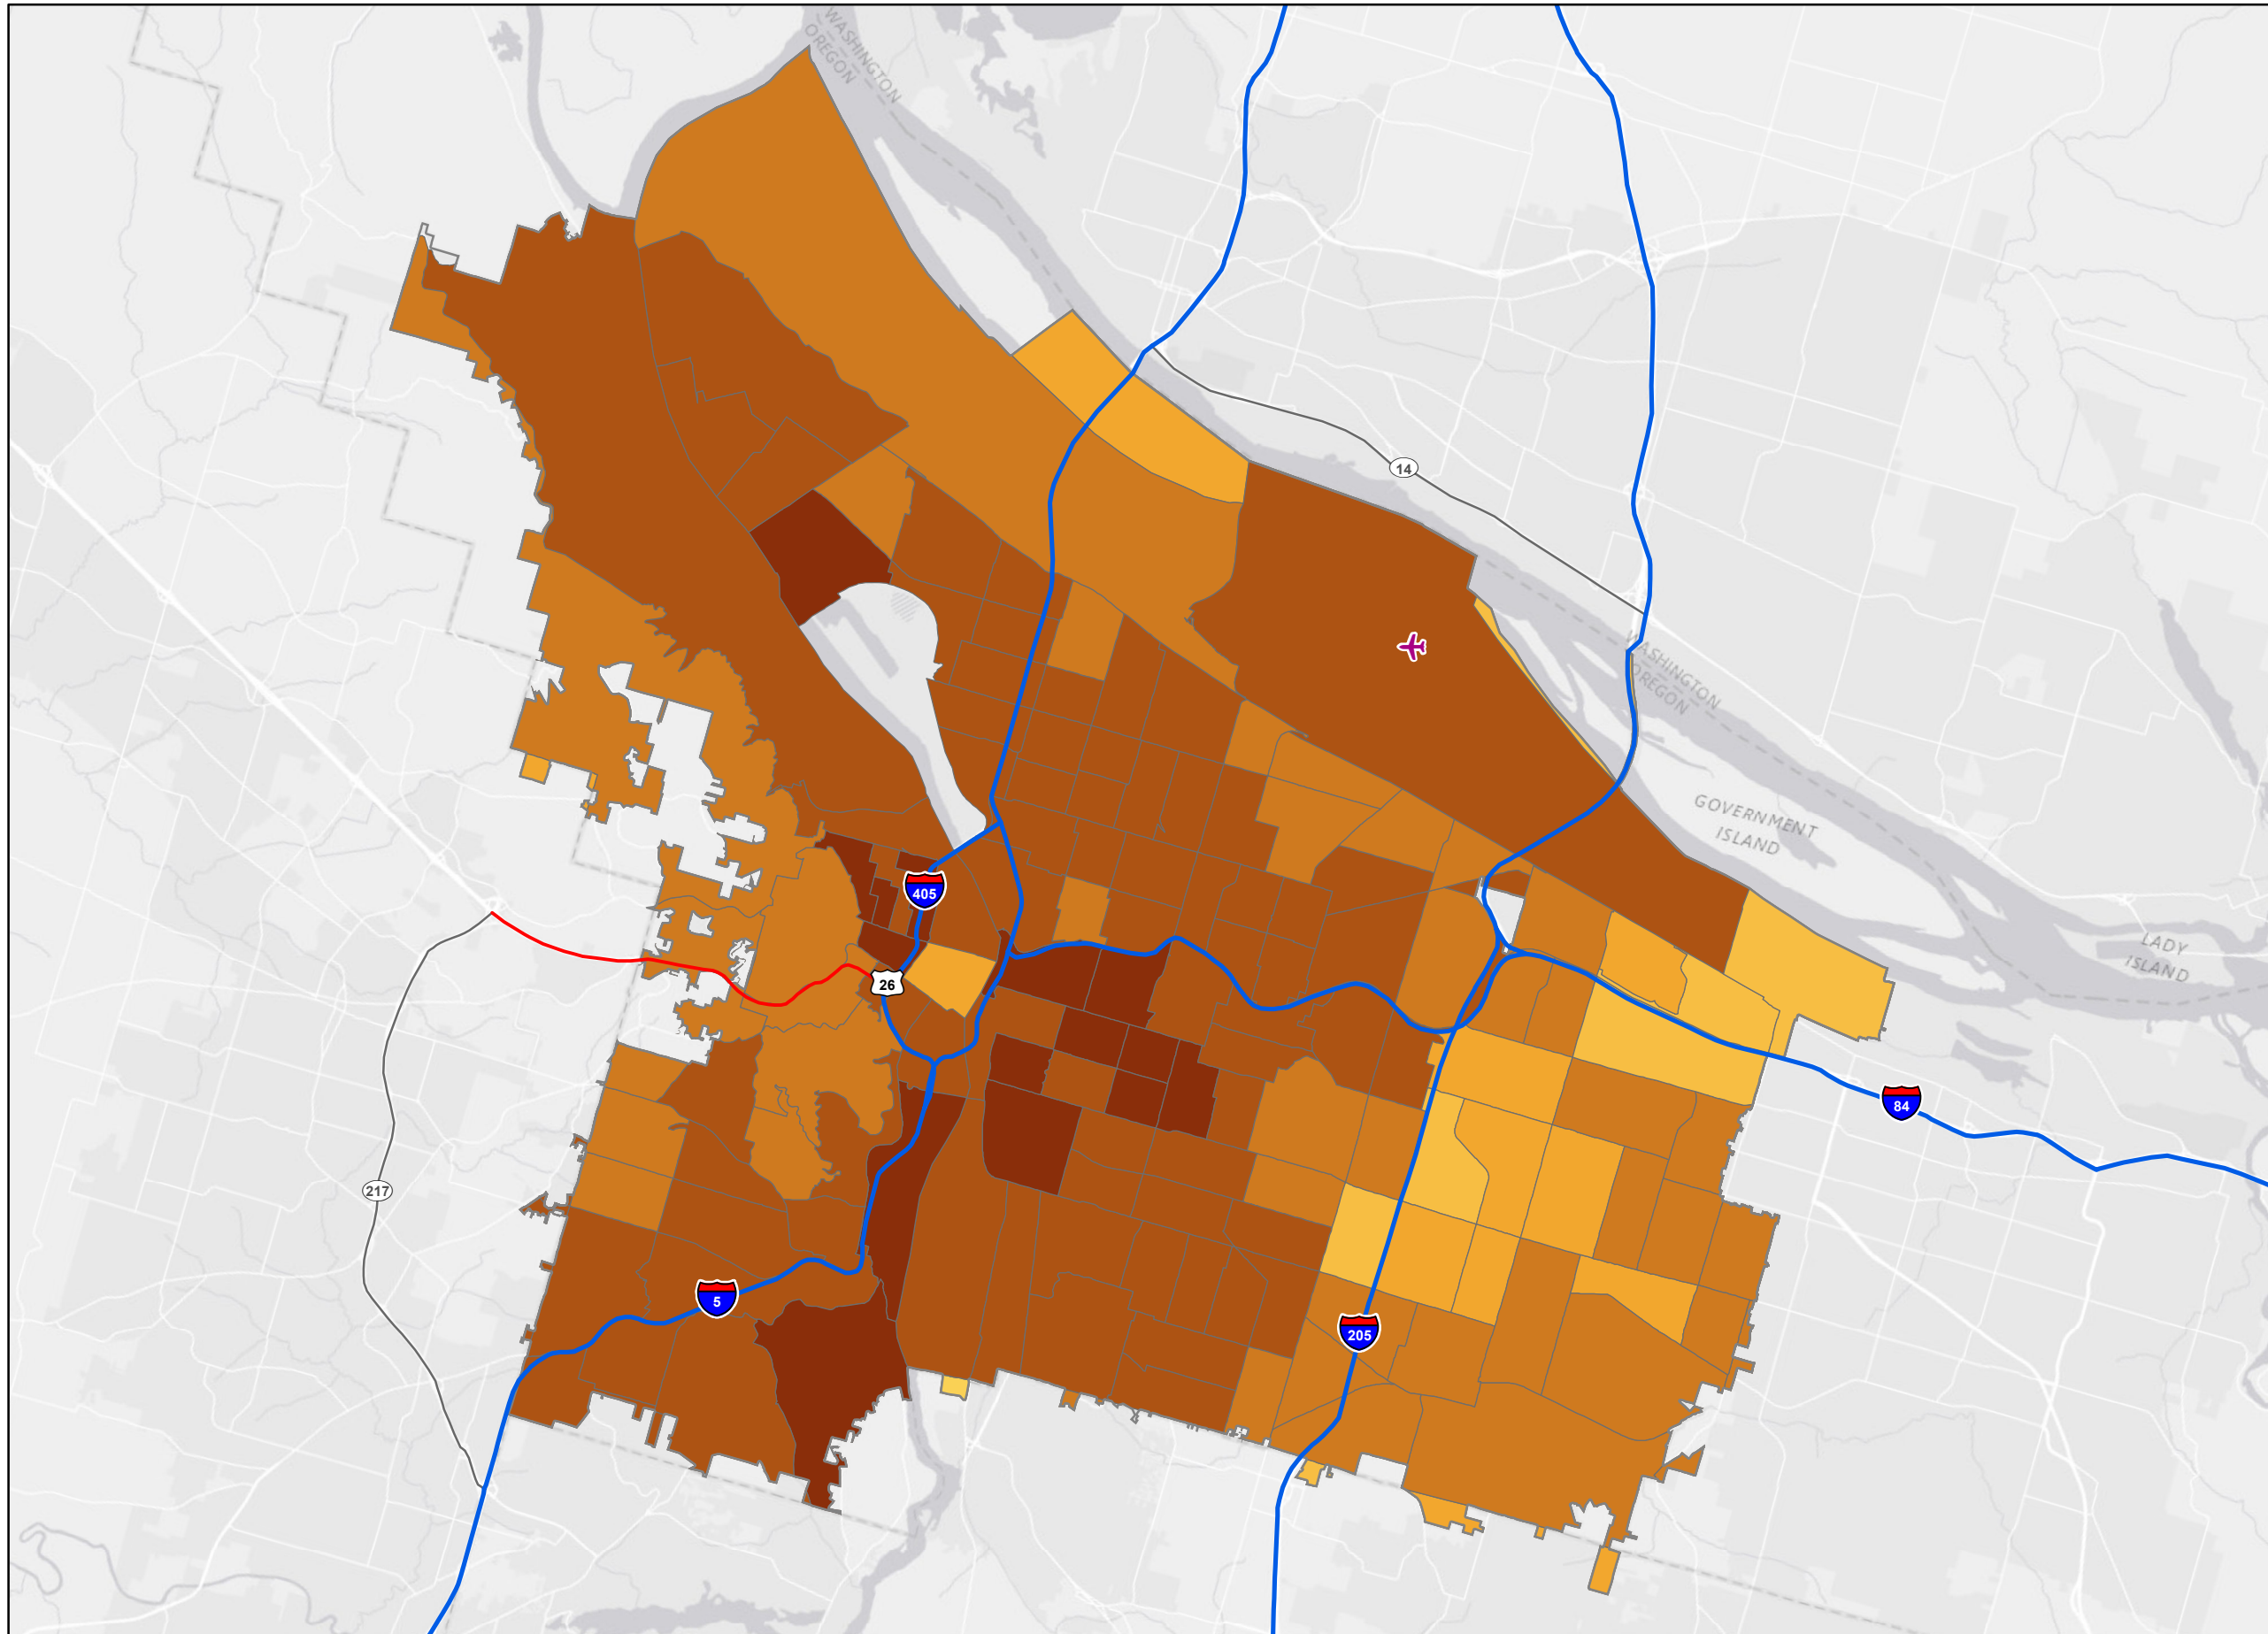 WASHINGTON
OREGON
14
WASHINGTON
OREGON
GOVERNMENT
ISLAND
405
LADY
ISLAND
26
84
217
5
205